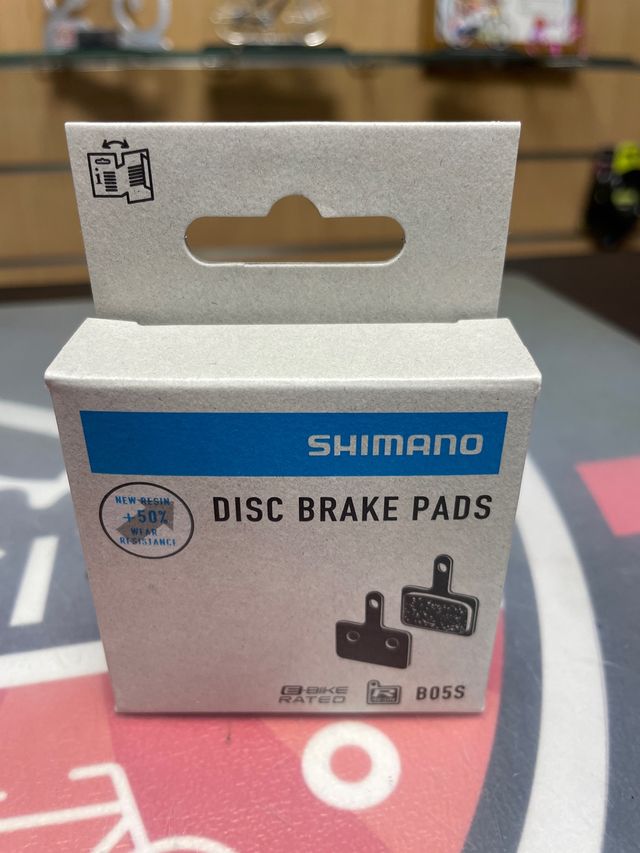 SHIMANO
NEW RESIN
+50%
WEAR
RESISTANCE
DISC BRAKE PADS
E-BIKE
RATED
B05S